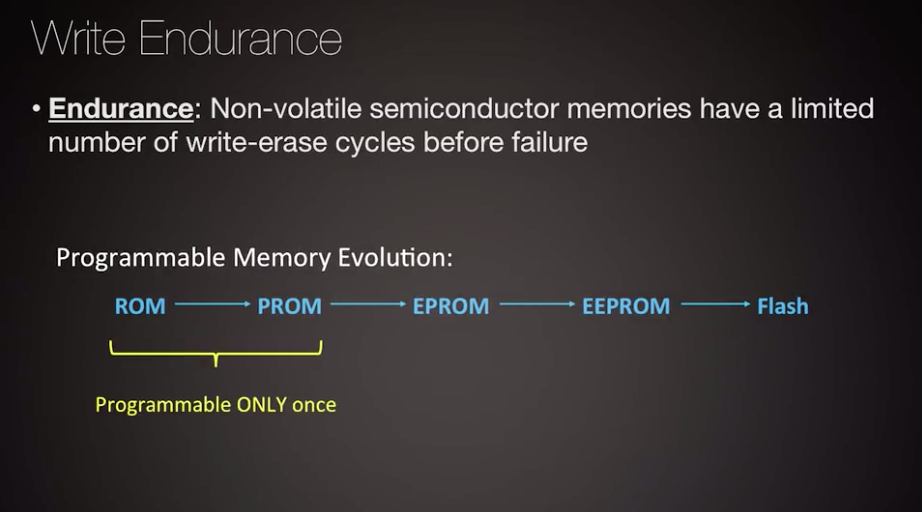 Write Endurance
• Endurance: Non-volatile semiconductor memories have a limited
number of write-erase cycles before failure
Programmable Memory Evolution:
ROM PROM EPROM EEPROM Flash
Programmable ONLY once